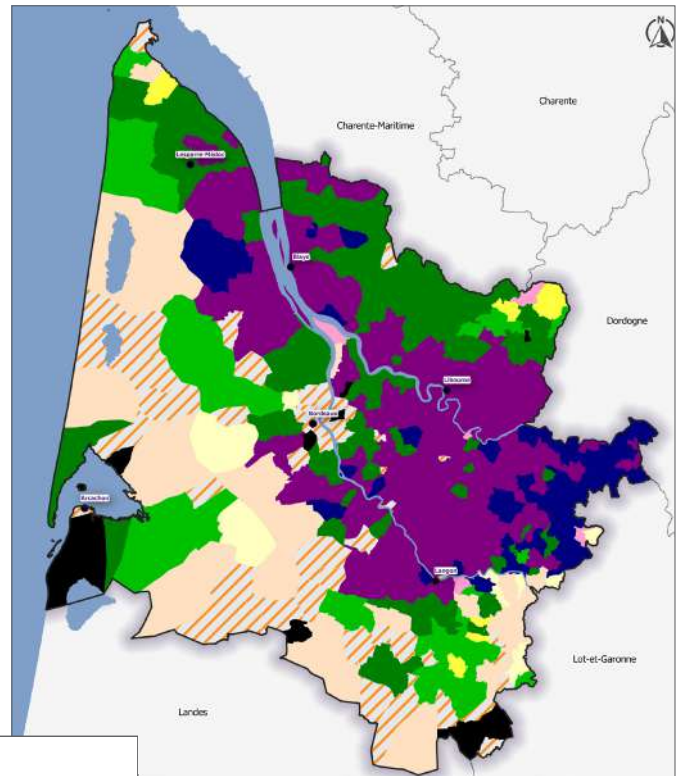 N
Charente
Charente-Maritime
Lesparre-Médoc
Blaye
Dordogne
Libourne
Bordeaux
Arcachon
Langon
Lot-et-Garonne
Landes